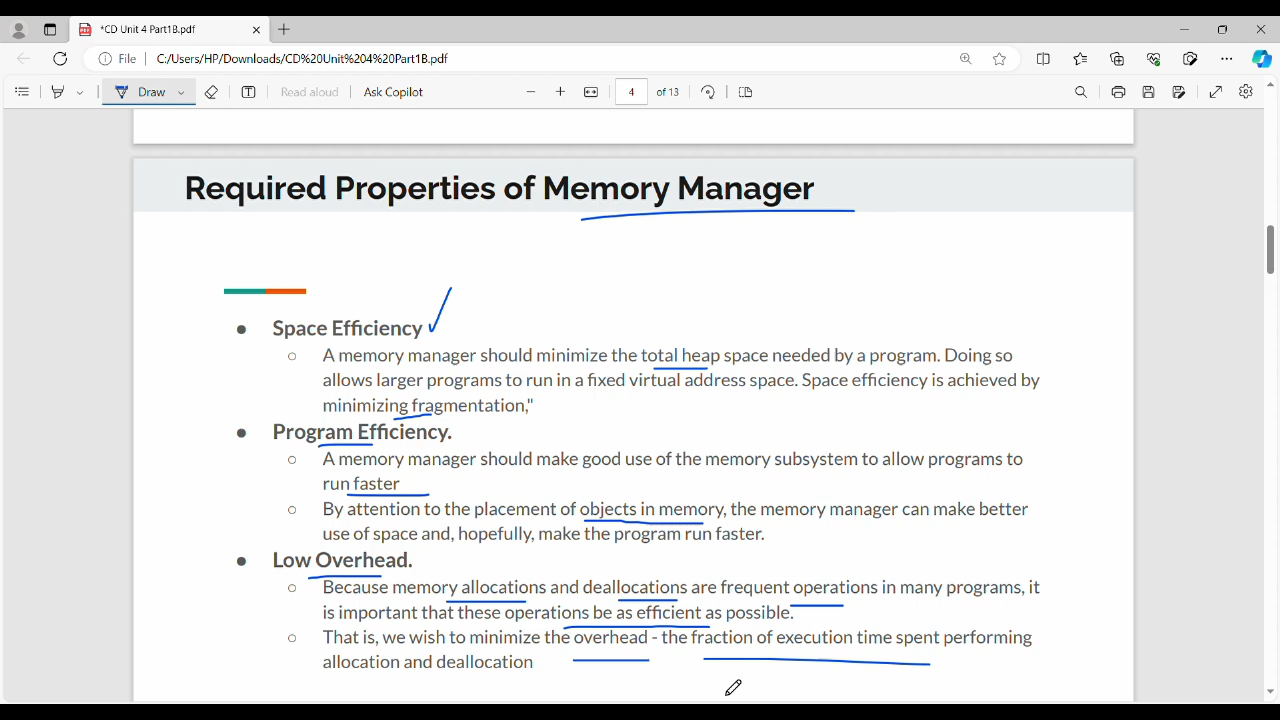 *CD Unit 4 Part1B.pdf
File C:/Users/HP/Downloads/CD%20Unit%204%20Part1B.pdf
Draw Read aloud Ask Copilot 4 of 13
Required Properties of Memory Manager
● Space Efficiency
○ A memory manager should minimize the total heap space needed by a program. Doing so
allows larger programs to run in a fixed virtual address space. Space efficiency is achieved by
minimizing fragmentation,"
● Program Efficiency.
○ A memory manager should make good use of the memory subsystem to allow programs to
run faster
○ By attention to the placement of objects in memory, the memory manager can make better
use of space and, hopefully, make the program run faster.
● Low Overhead.
○ Because memory allocations and deallocations are frequent operations in many programs, it
is important that these operations be as efficient as possible.
○ That is, we wish to minimize the overhead - the fraction of execution time spent performing
allocation and deallocation